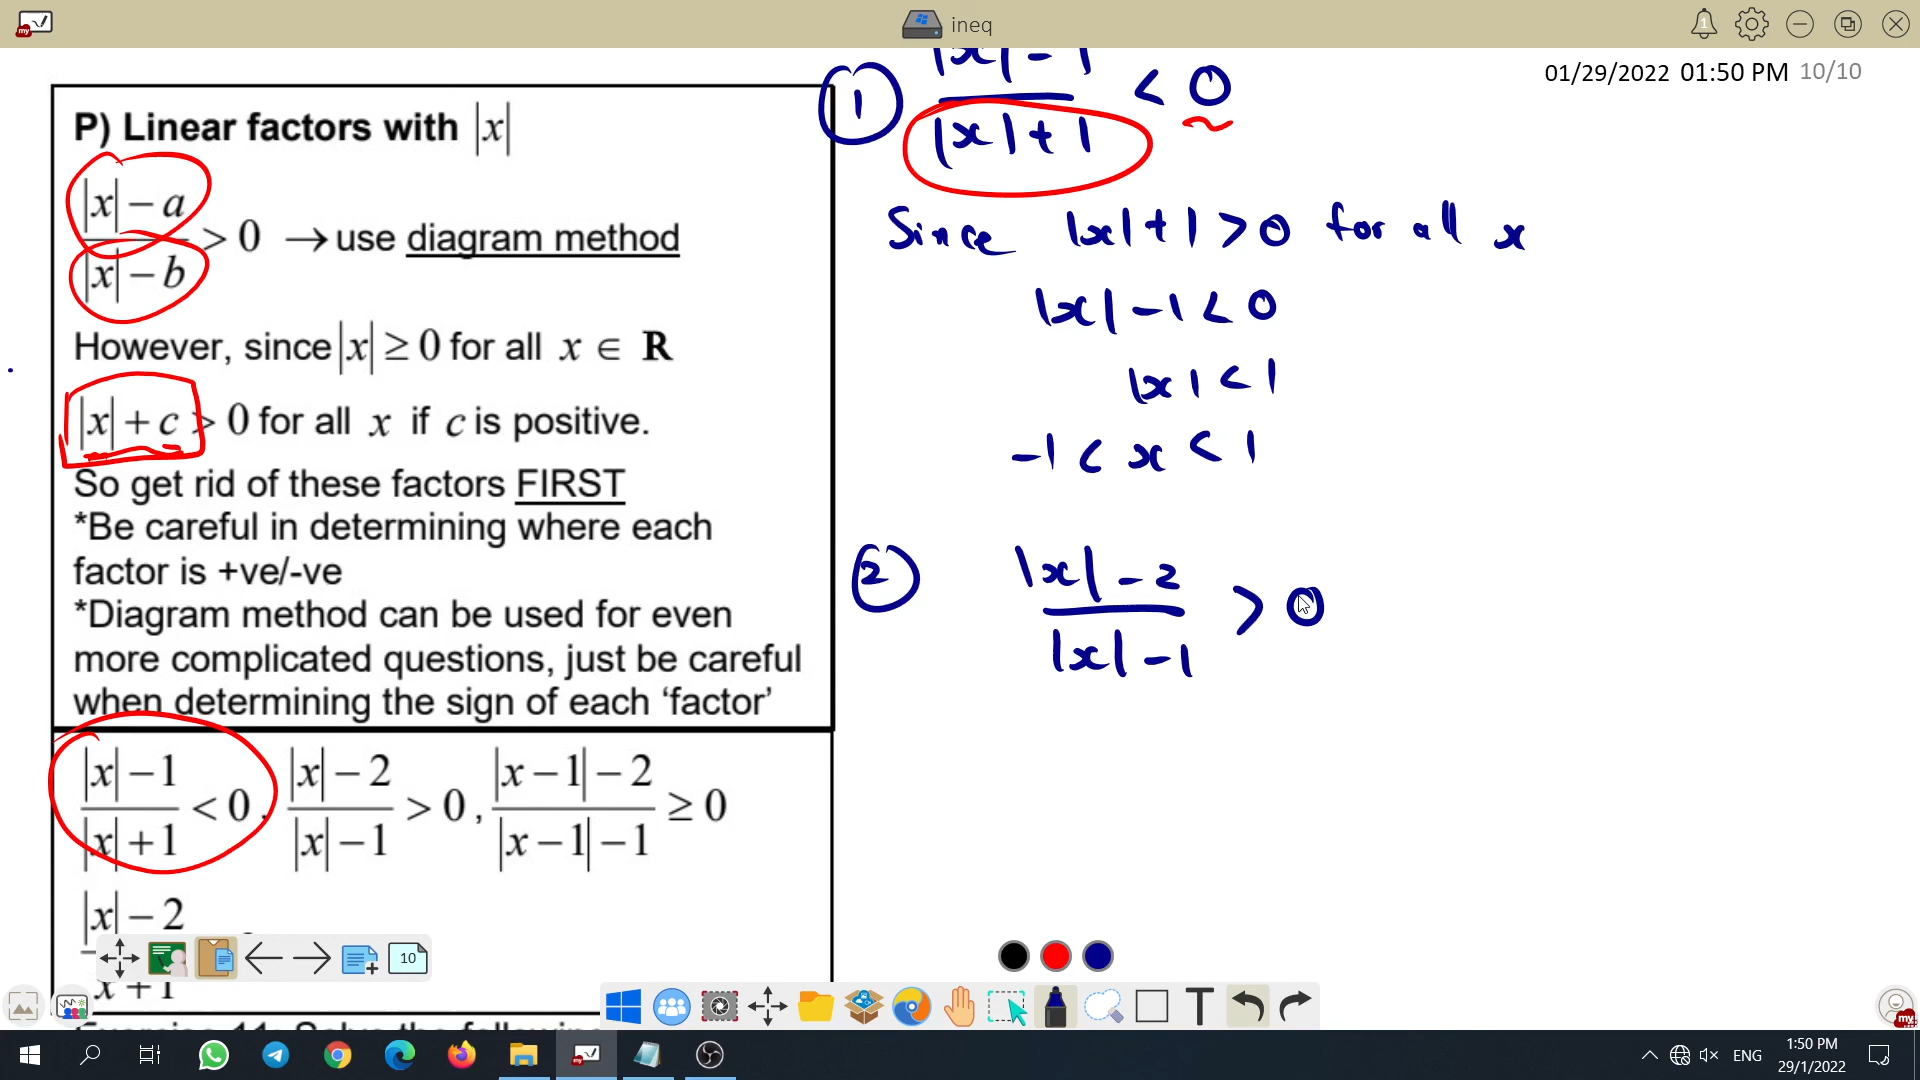 ineq
1
01/29/2022 01:50 PM 10/10
P) Linear factors with |x|
|x| − a
|x| − b
> 0 → use diagram method
However, since |x| ≥ 0 for all x ∈ R
|x| + c > 0 for all x if c is positive.
So get rid of these factors FIRST
*Be careful in determining where each
factor is +ve/-ve
*Diagram method can be used for even
more complicated questions, just be careful
when determining the sign of each ‘factor’
|x| − 1 / |x| + 1 < 0, |x| − 2 / |x| − 1 > 0, |x − 1| − 2 / |x − 1| − 1 ≥ 0
|x| − 2
x + 1
① |x| − 1 / |x| + 1 < 0
Since |x| + 1 > 0 for all x
|x| − 1 < 0
|x| < 1
−1 < x < 1
② |x| − 2 / |x| − 1 > 0
10
T
my
ENG
1:50 PM
29/1/2022